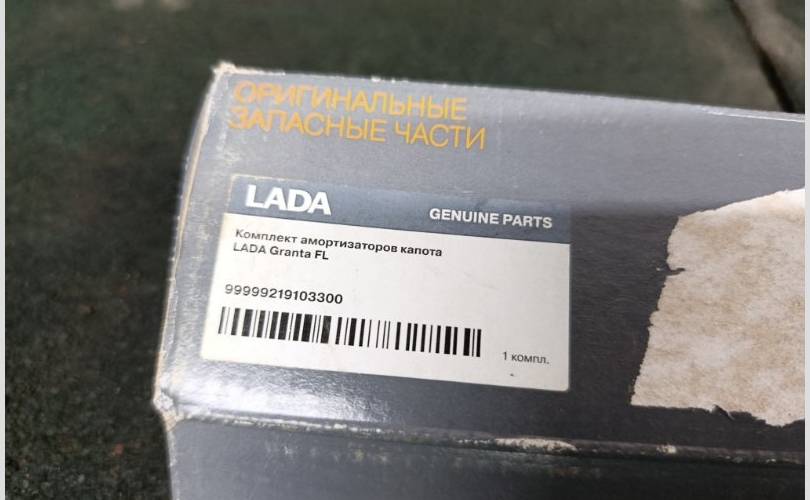 ОРИГИНАЛЬНЫЕ
ЗАПАСНЫЕ ЧАСТИ
LADA GENUINE PARTS
Комплект амортизаторов капота
LADA Granta FL
99999219103300
1 компл.